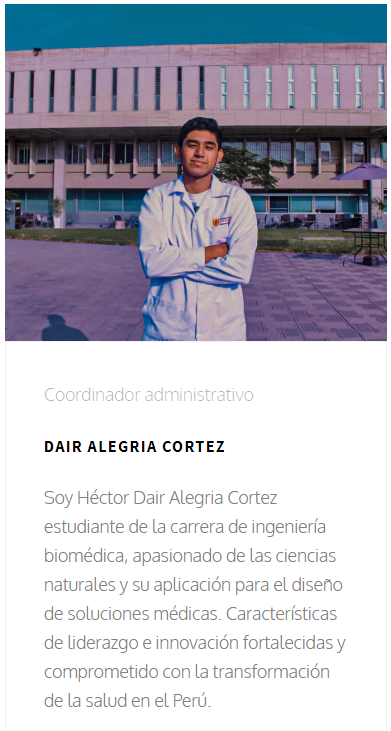 Coordinador administrativo
DAIR ALEGRIA CORTEZ
Soy Héctor Dair Alegria Cortez
estudiante de la carrera de ingeniería
biomédica, apasionado de las ciencias
naturales y su aplicación para el diseño
de soluciones médicas. Características
de liderazgo e innovación fortalecidas y
comprometido con la transformación
de la salud en el Perú.